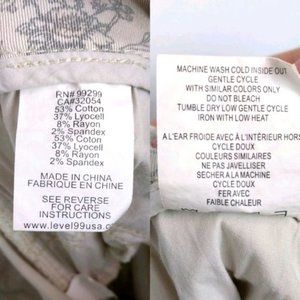 RN# 99299
CA#32054
53% Cotton
37% Lyocell
8% Rayon
2% Spandex
53% Coton
37% Lyocell
8% Rayon
2% Spandex
MADE IN CHINA
FABRIQUE EN CHINE
SEE REVERSE
FOR CARE
INSTRUCTIONS
www.level99usa.c
MACHINE WASH COLD INSIDE OUT
GENTLE CYCLE
WITH SIMILAR COLORS ONLY
DO NOT BLEACH
TUMBLE DRY LOW GENTLE CYCLE
IRON WITH LOW HEAT
A L'EAR FROIDE AVEC À L'INTÉRIEUR HORS
CYCLE DOUX
COULEURS SIMILAIRES
NE PAS JAVELLISER
SECHER A LA MACHINE
CYCLE DOUX
FER AVEC
FAIBLE CHALEUR